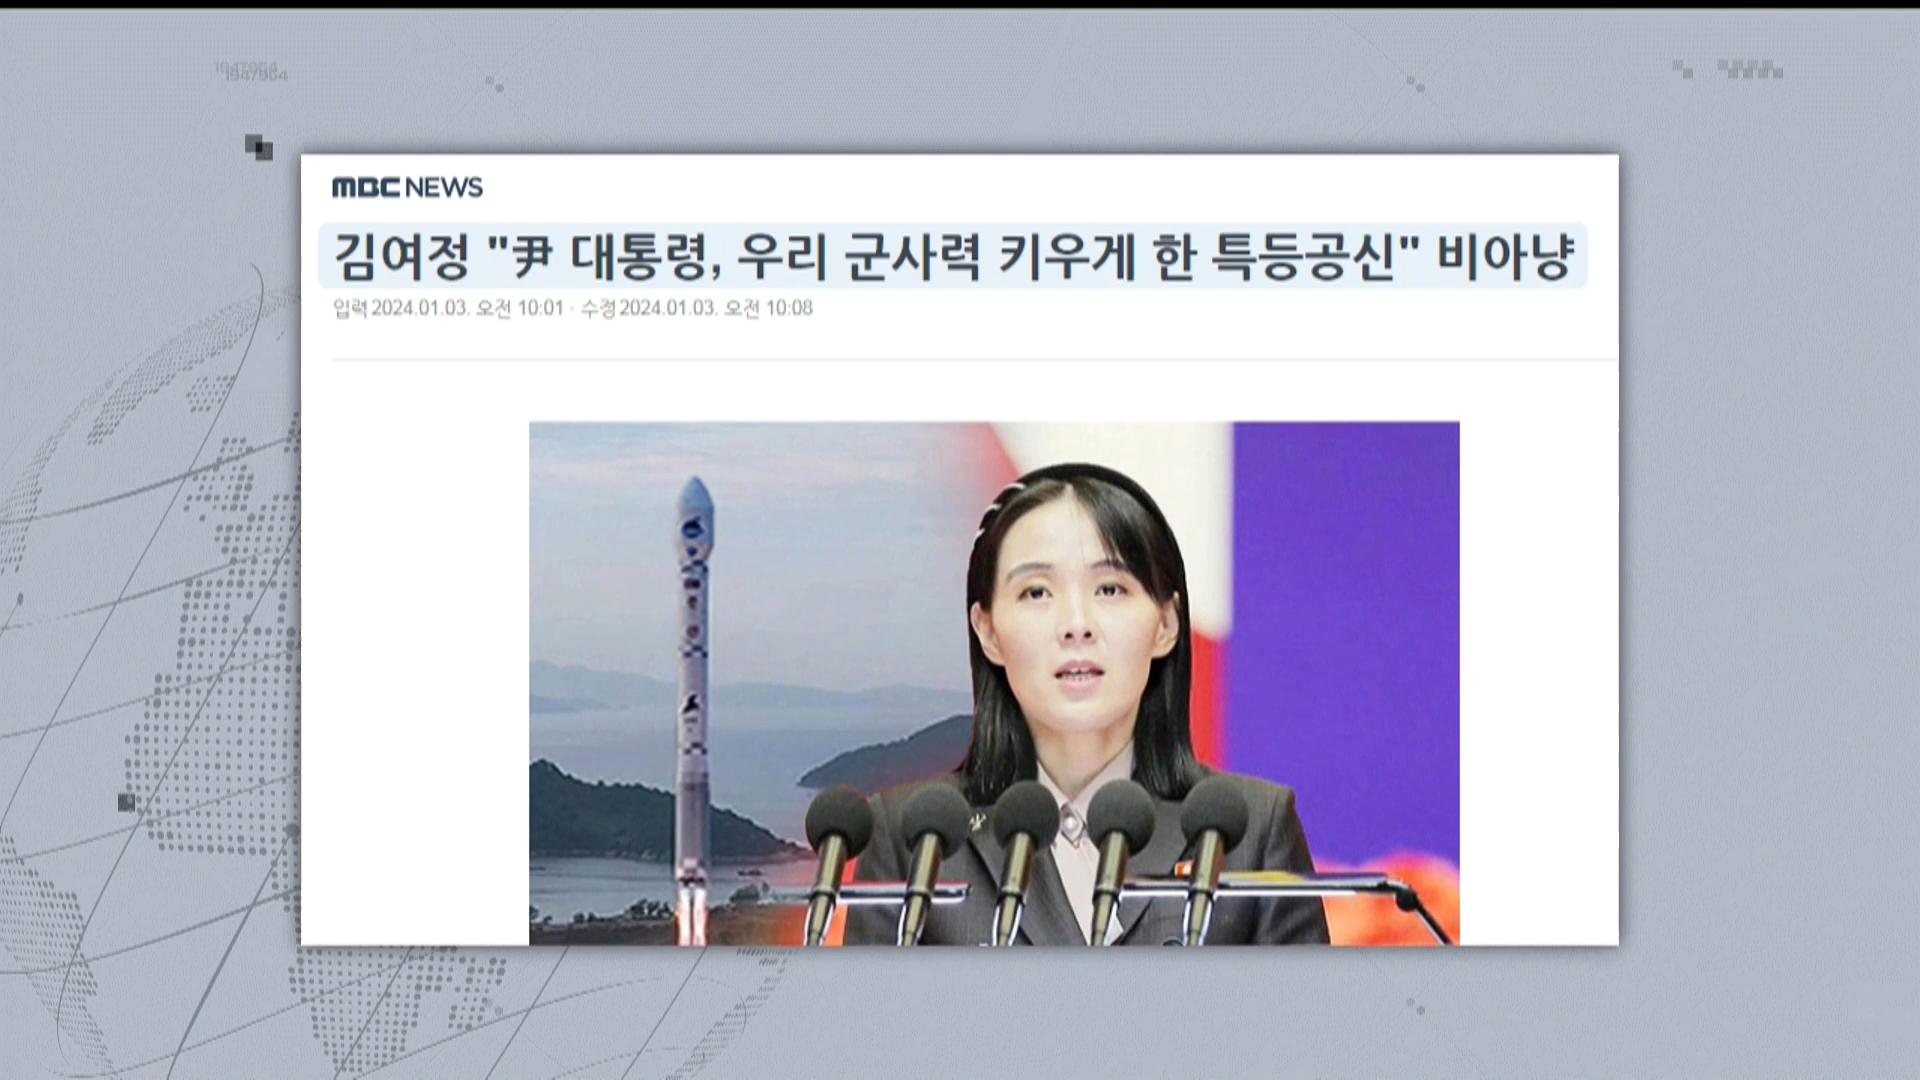 1947954
1947954
MBC NEWS
김여정 "尹 대통령, 우리 군사력 키우게 한 특등공신" 비아냥
입력 2024.01.03. 오전 10:01 · 수정 2024.01.03. 오전 10:08